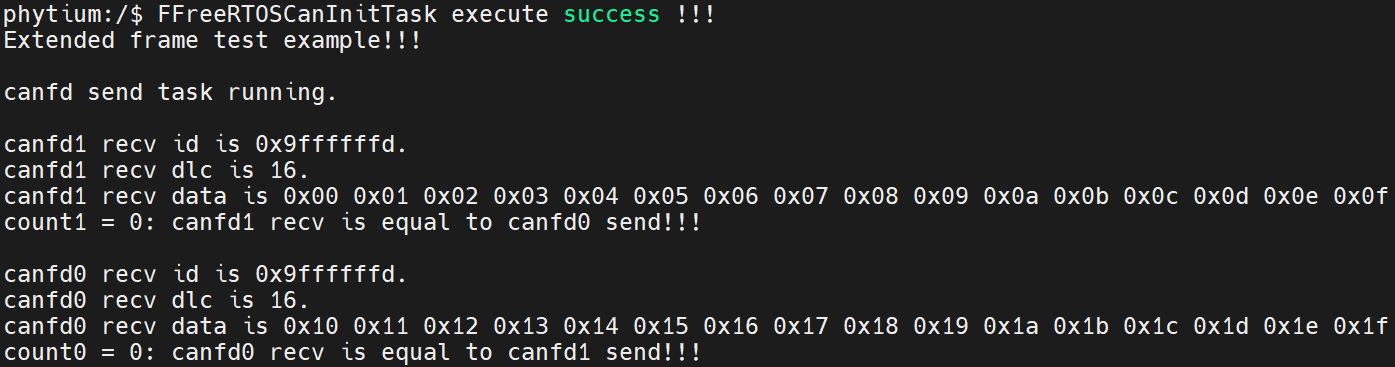 phytium:/$ FFreeRTOSCanInitTask execute success !!!
Extended frame test example!!!
canfd send task running.
canfd1 recv id is 0x9ffffffd.
canfd1 recv dlc is 16.
canfd1 recv data is 0x00 0x01 0x02 0x03 0x04 0x05 0x06 0x07 0x08 0x09 0x0a 0x0b 0x0c 0x0d 0x0e 0x0f
count1 = 0: canfd1 recv is equal to canfd0 send!!!
canfd0 recv id is 0x9ffffffd.
canfd0 recv dlc is 16.
canfd0 recv data is 0x10 0x11 0x12 0x13 0x14 0x15 0x16 0x17 0x18 0x19 0x1a 0x1b 0x1c 0x1d 0x1e 0x1f
count0 = 0: canfd0 recv is equal to canfd1 send!!!